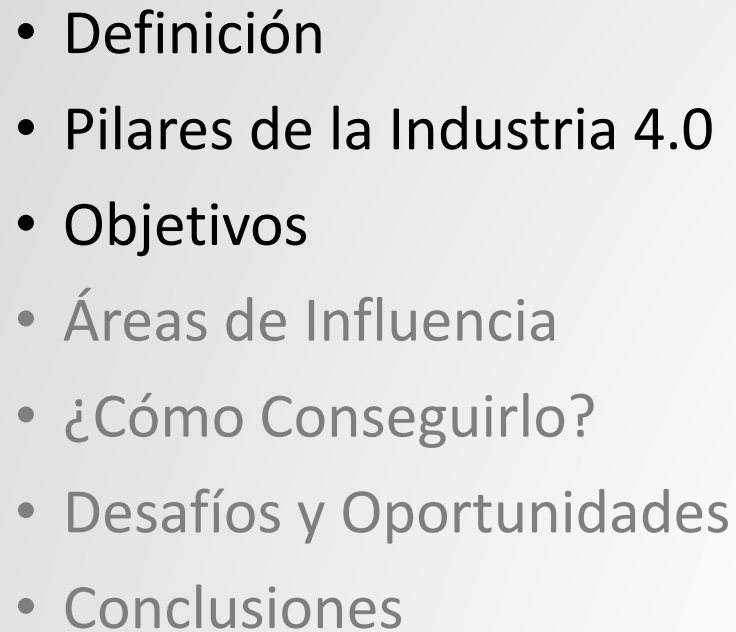 • Definición
• Pilares de la Industria 4.0
• Objetivos
• Áreas de Influencia
• ¿Cómo Conseguirlo?
• Desafíos y Oportunidades
• Conclusiones